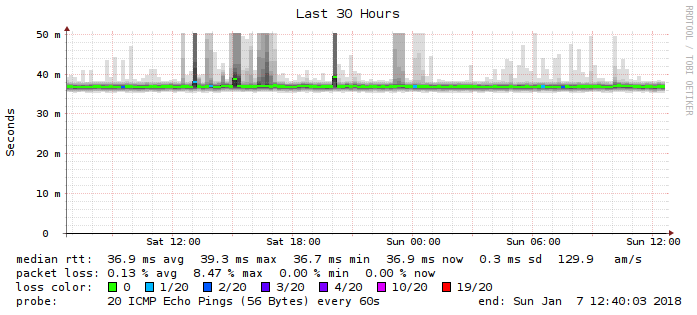 Last 30 Hours
RRDTOOL / TOBI OETIKER
Seconds
50 m
40 m
30 m
20 m
10 m
0
Sat 12:00 Sat 18:00 Sun 00:00 Sun 06:00 Sun 12:00
median rtt: 36.9 ms avg 39.3 ms max 36.7 ms min 36.9 ms now 0.3 ms sd 129.9 am/s
packet loss: 0.13 % avg 8.47 % max 0.00 % min 0.00 % now
loss color: 0 1/20 2/20 3/20 4/20 10/20 19/20
probe: 20 ICMP Echo Pings (56 Bytes) every 60s end: Sun Jan 7 12:40:03 2018